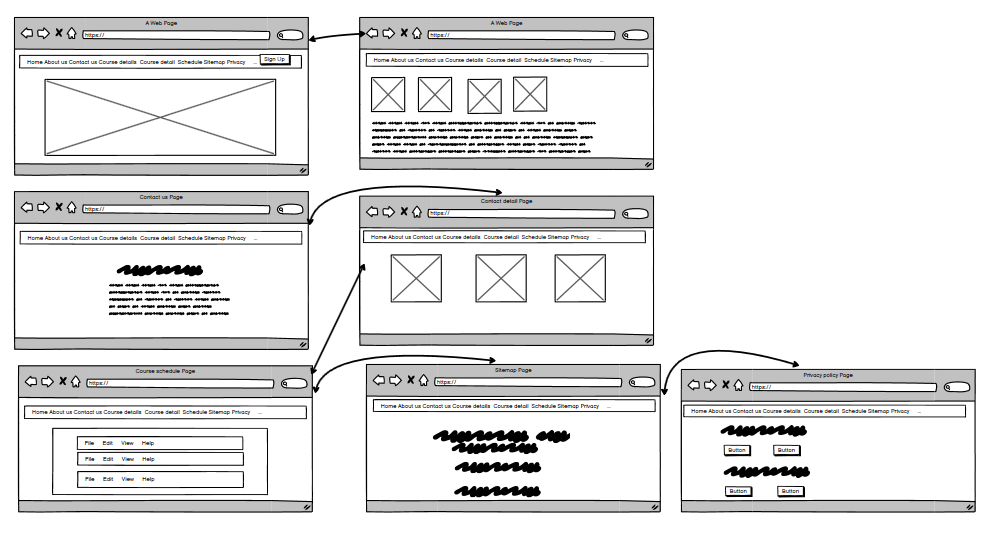 A Web Page
https://
Home About us Contact us Course details Course detail Schedule Sitemap Privacy ...
Sign Up
A Web Page
https://
Home About us Contact us Course details Course detail Schedule Sitemap Privacy ...
Contact us Page
https://
Home About us Contact us Course details Course detail Schedule Sitemap Privacy ...
Contact detail Page
https://
Home About us Contact us Course details Course detail Schedule Sitemap Privacy ...
Course schedule Page
https://
Home About us Contact us Course details Course detail Schedule Sitemap Privacy ...
File Edit View Help
File Edit View Help
File Edit View Help
Sitemap Page
https://
Home About us Contact us Course details Course detail Schedule Sitemap Privacy ...
Privacy policy Page
https://
Home About us Contact us Course details Course detail Schedule Sitemap Privacy ...
Button Button
Button Button